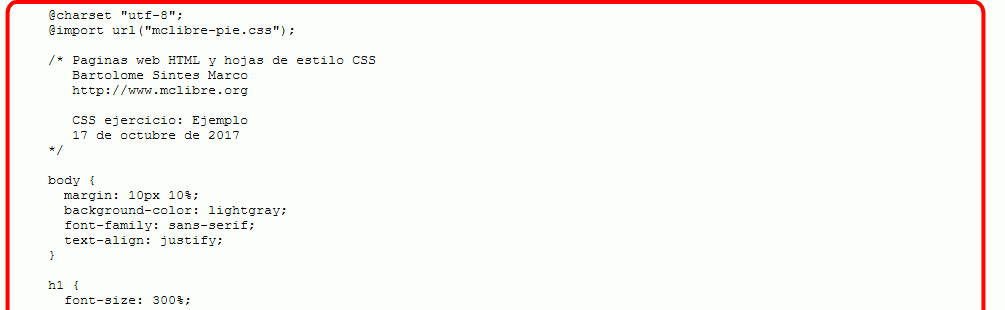 @charset "utf-8";
@import url("mclibre-pie.css");
/* Paginas web HTML y hojas de estilo CSS
Bartolome Sintes Marco
http://www.mclibre.org
CSS ejercicio: Ejemplo
17 de octubre de 2017
*/
body {
margin: 10px 10%;
background-color: lightgray;
font-family: sans-serif;
text-align: justify;
}
h1 {
font-size: 300%;